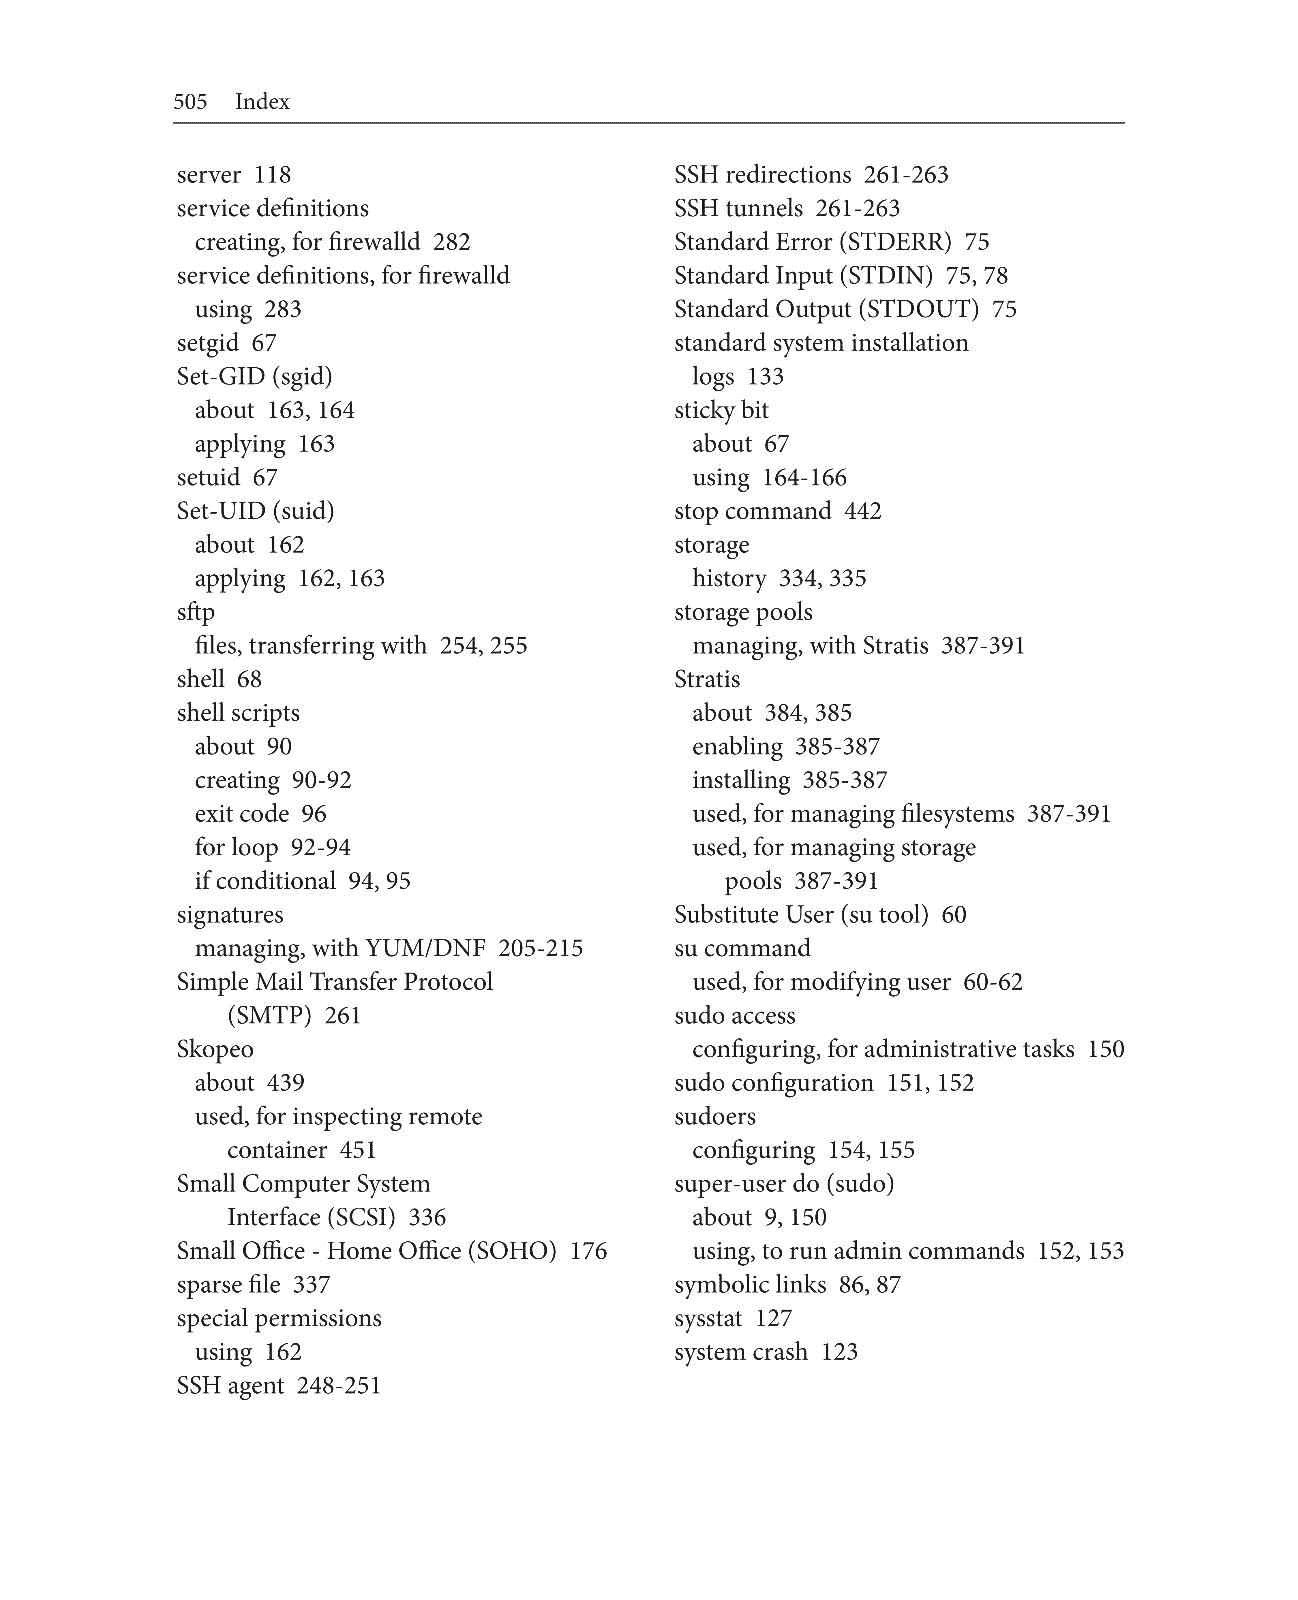 505 Index
server 118
service definitions
creating, for firewalld 282
service definitions, for firewalld
using 283
setgid 67
Set-GID (sgid)
about 163, 164
applying 163
setuid 67
Set-UID (suid)
about 162
applying 162, 163
sftp
files, transferring with 254, 255
shell 68
shell scripts
about 90
creating 90-92
exit code 96
for loop 92-94
if conditional 94, 95
signatures
managing, with YUM/DNF 205-215
Simple Mail Transfer Protocol
(SMTP) 261
Skopeo
about 439
used, for inspecting remote
container 451
Small Computer System
Interface (SCSI) 336
Small Office - Home Office (SOHO) 176
sparse file 337
special permissions
using 162
SSH agent 248-251
SSH redirections 261-263
SSH tunnels 261-263
Standard Error (STDERR) 75
Standard Input (STDIN) 75, 78
Standard Output (STDOUT) 75
standard system installation
logs 133
sticky bit
about 67
using 164-166
stop command 442
storage
history 334, 335
storage pools
managing, with Stratis 387-391
Stratis
about 384, 385
enabling 385-387
installing 385-387
used, for managing filesystems 387-391
used, for managing storage
pools 387-391
Substitute User (su tool) 60
su command
used, for modifying user 60-62
sudo access
configuring, for administrative tasks 150
sudo configuration 151, 152
sudoers
configuring 154, 155
super-user do (sudo)
about 9, 150
using, to run admin commands 152, 153
symbolic links 86, 87
sysstat 127
system crash 123